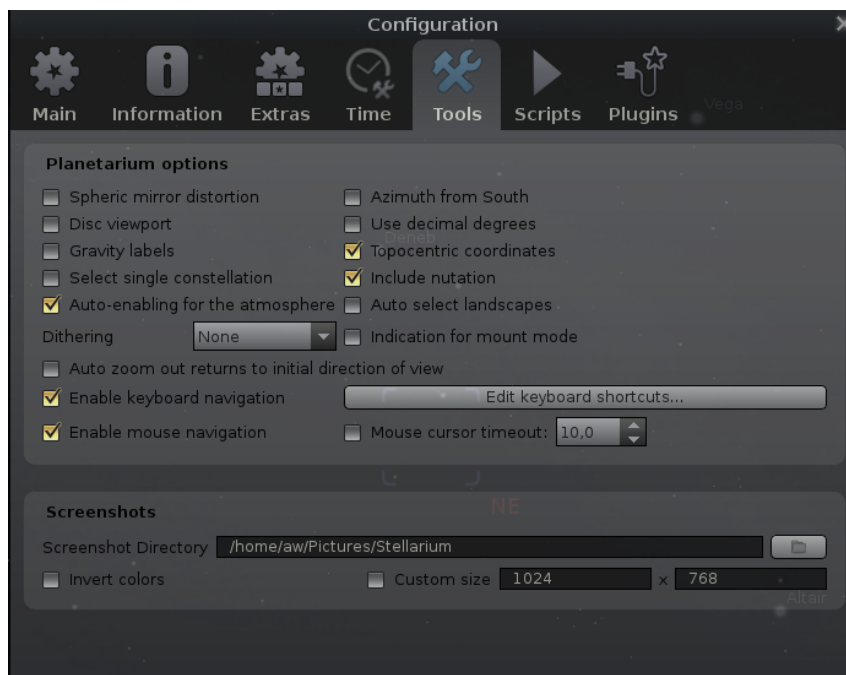 Configuration
Main Information Extras Time Tools Scripts Plugins
Vega
Planetarium options
Spheric mirror distortion Azimuth from South
Disc viewport Use decimal degrees
Deneb
Gravity labels Topocentric coordinates
Select single constellation Include nutation
Auto-enabling for the atmosphere Auto select landscapes
Dithering None Indication for mount mode
Auto zoom out returns to initial direction of view
Enable keyboard navigation Edit keyboard shortcuts...
Enable mouse navigation Mouse cursor timeout: 10,0
NE
Screenshots
Screenshot Directory /home/aw/Pictures/Stellarium
Invert colors Custom size 1024 x 768
Altair